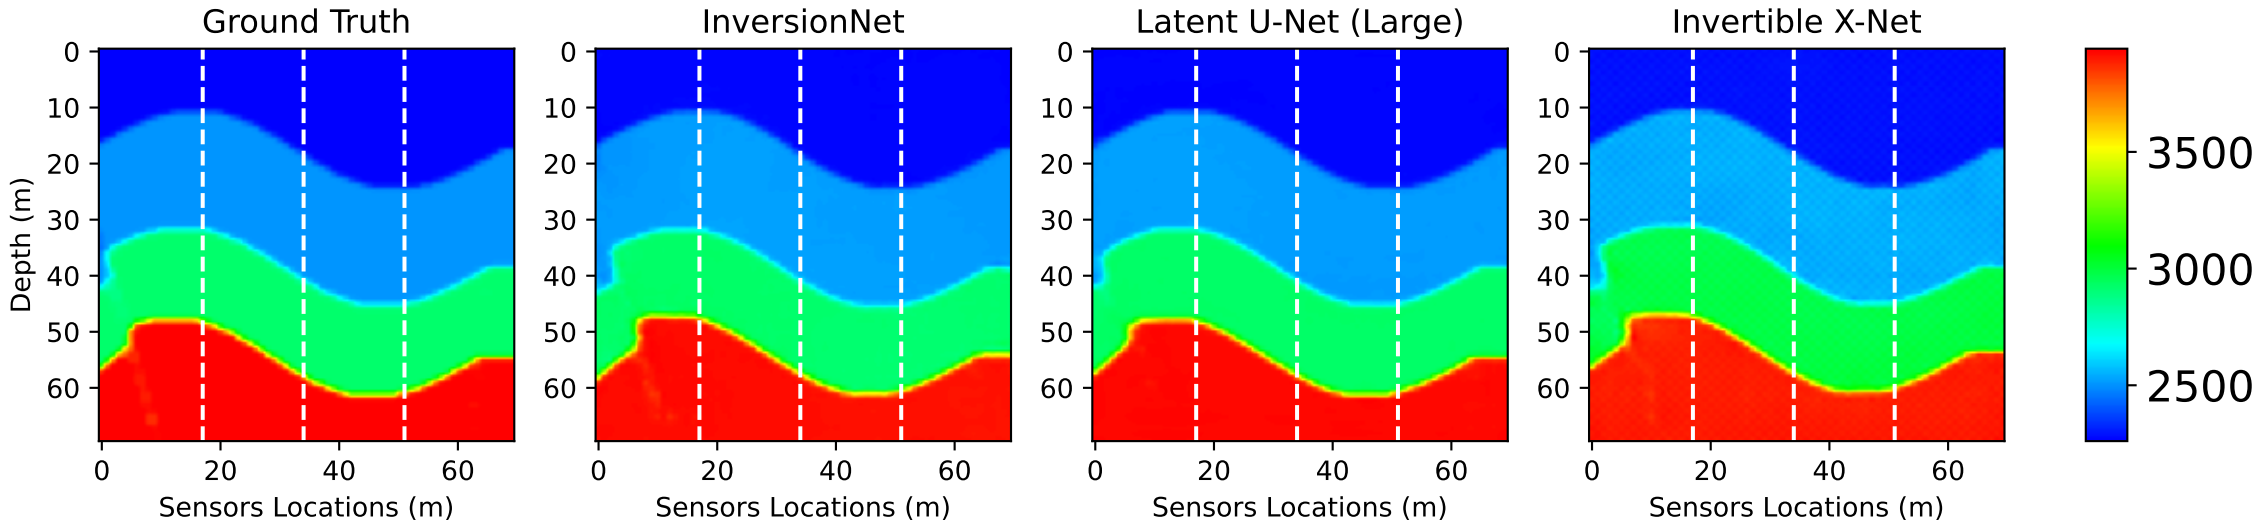 Ground Truth
InversionNet
Latent U-Net (Large)
Invertible X-Net
Depth (m)
0
10
20
30
40
50
60
0 20 40 60
Sensors Locations (m)
0
10
20
30
40
50
60
0 20 40 60
Sensors Locations (m)
0
10
20
30
40
50
60
0 20 40 60
Sensors Locations (m)
0
10
20
30
40
50
60
0 20 40 60
Sensors Locations (m)
3500
3000
2500